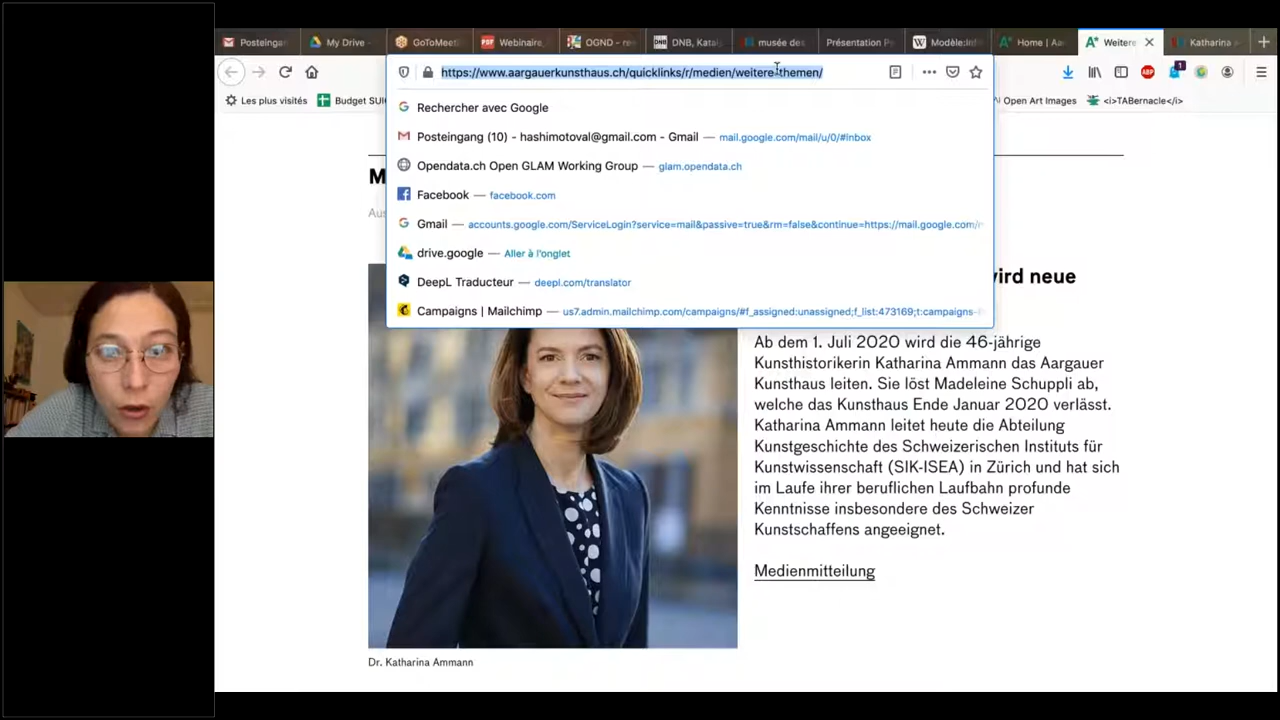 Posteingan
My Drive -
GoToMeeti
Webinaire,
OGND - re
DNB, Katal
musée des
Présentation P
Modèle:Inf
Home | Aa
Weitere
Katharina
https://www.aargauerkunsthaus.ch/quicklinks/r/medien/weitere-themen/
Les plus visités
Budget SUI
Open Art Images
<i>TABernacle</i>
Rechercher avec Google
Posteingang (10) - hashimotoval@gmail.com - Gmail — mail.google.com/mail/u/0/#inbox
Opendata.ch Open GLAM Working Group — glam.opendata.ch
Facebook — facebook.com
Gmail — accounts.google.com/ServiceLogin?service=mail&passive=true&rm=false&continue=https://mail.google.com/
drive.google — Aller à l'onglet
DeepL Traducteur — deepl.com/translator
Campaigns | Mailchimp — us7.admin.mailchimp.com/campaigns/#f_assigned:unassigned;f_list:473169;t:campaigns-
M
Aus
wird neue
Ab dem 1. Juli 2020 wird die 46-jährige
Kunsthistorikerin Katharina Ammann das Aargauer
Kunsthaus leiten. Sie löst Madeleine Schuppli ab,
welche das Kunsthaus Ende Januar 2020 verlässt.
Katharina Ammann leitet heute die Abteilung
Kunstgeschichte des Schweizerischen Instituts für
Kunstwissenschaft (SIK-ISEA) in Zürich und hat sich
im Laufe ihrer beruflichen Laufbahn profunde
Kenntnisse insbesondere des Schweizer
Kunstschaffens angeeignet.
Medienmitteilung
Dr. Katharina Ammann